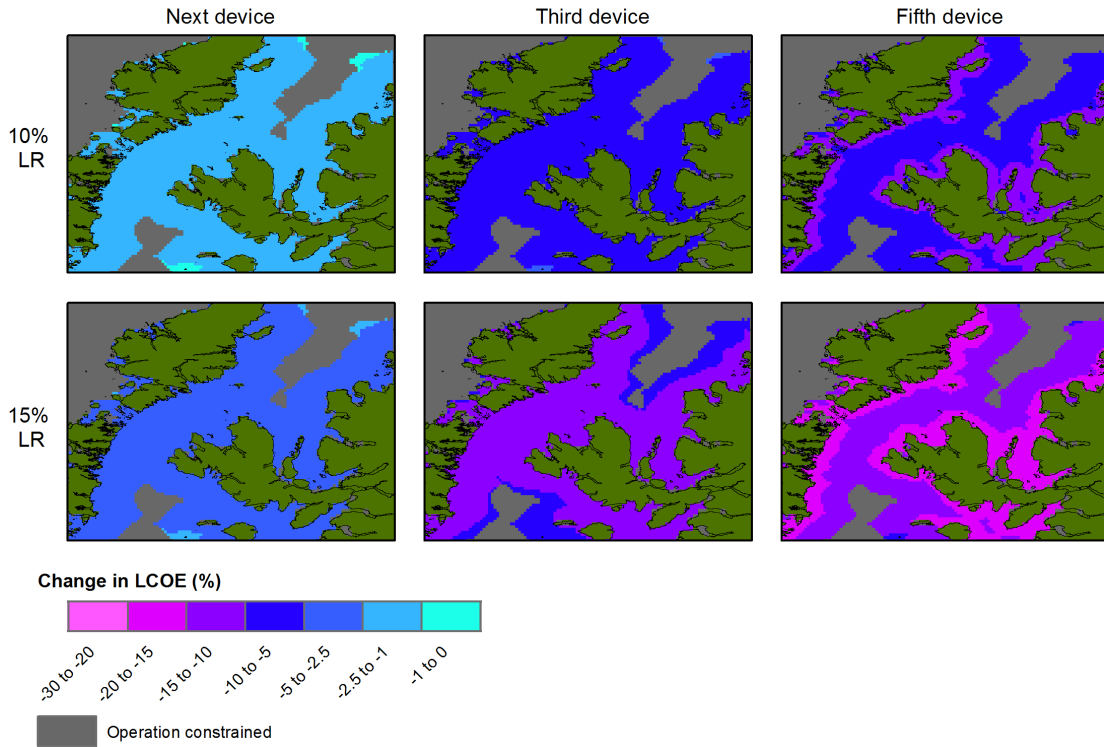 Next device
Third device
Fifth device
10%
LR
15%
LR
Change in LCOE (%)
-30 to -20
-20 to -15
-15 to -10
-10 to -5
-5 to -2.5
-2.5 to -1
-1 to 0
Operation constrained